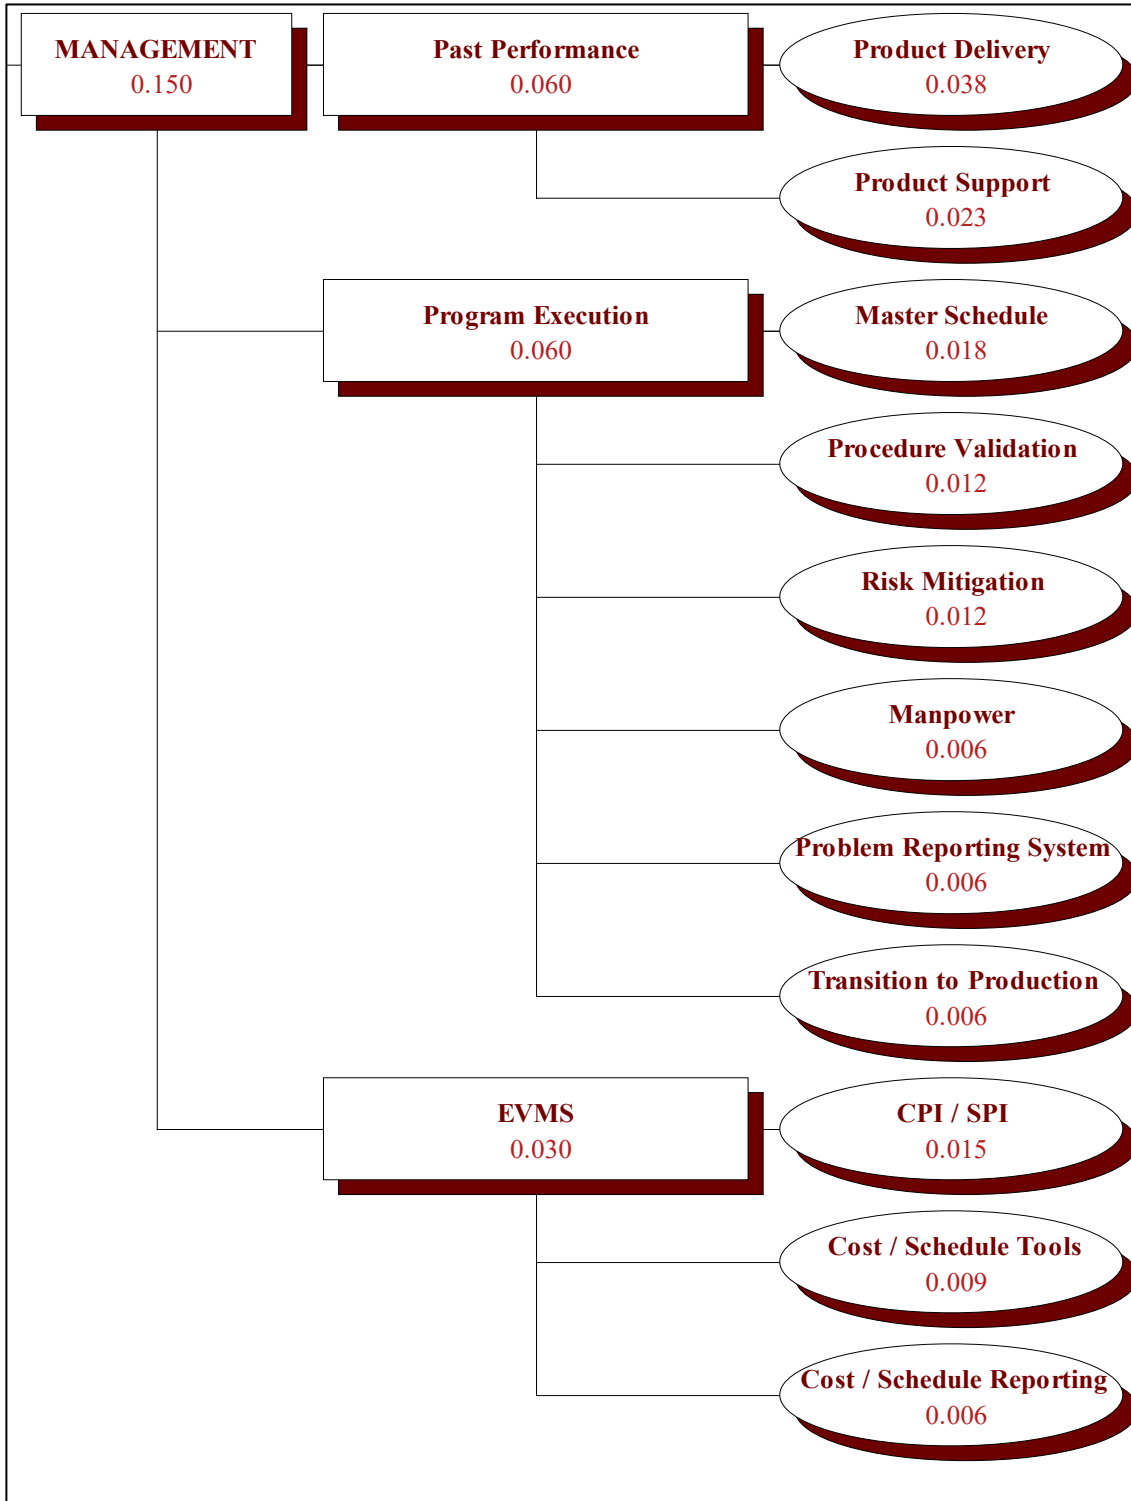 MANAGEMENT
0.150
Past Performance
0.060
Product Delivery
0.038
Product Support
0.023
Program Execution
0.060
Master Schedule
0.018
Procedure Validation
0.012
Risk Mitigation
0.012
Manpower
0.006
Problem Reporting System
0.006
Transition to Production
0.006
EVMS
0.030
CPI / SPI
0.015
Cost / Schedule Tools
0.009
Cost / Schedule Reporting
0.006